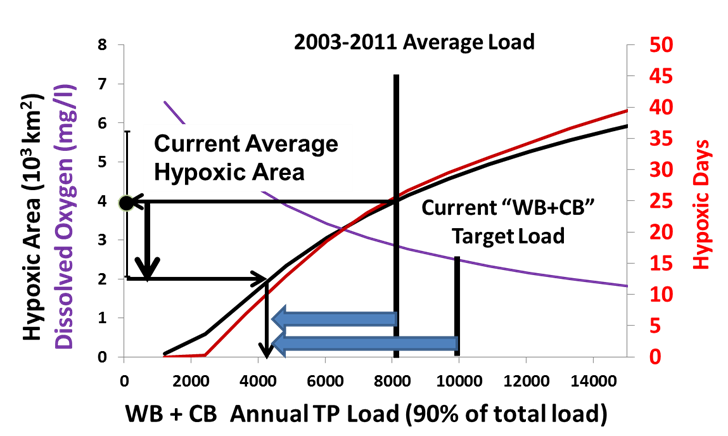 2003-2011 Average Load
Current Average
Hypoxic Area
Current “WB+CB”
Target Load
Hypoxic Area (10³ km²)
Dissolved Oxygen (mg/l)
8
7
6
5
4
3
2
1
0
50
45
40
35
30
25
20
15
10
5
0
Hypoxic Days
0 2000 4000 6000 8000 10000 12000 14000
WB + CB Annual TP Load (90% of total load)